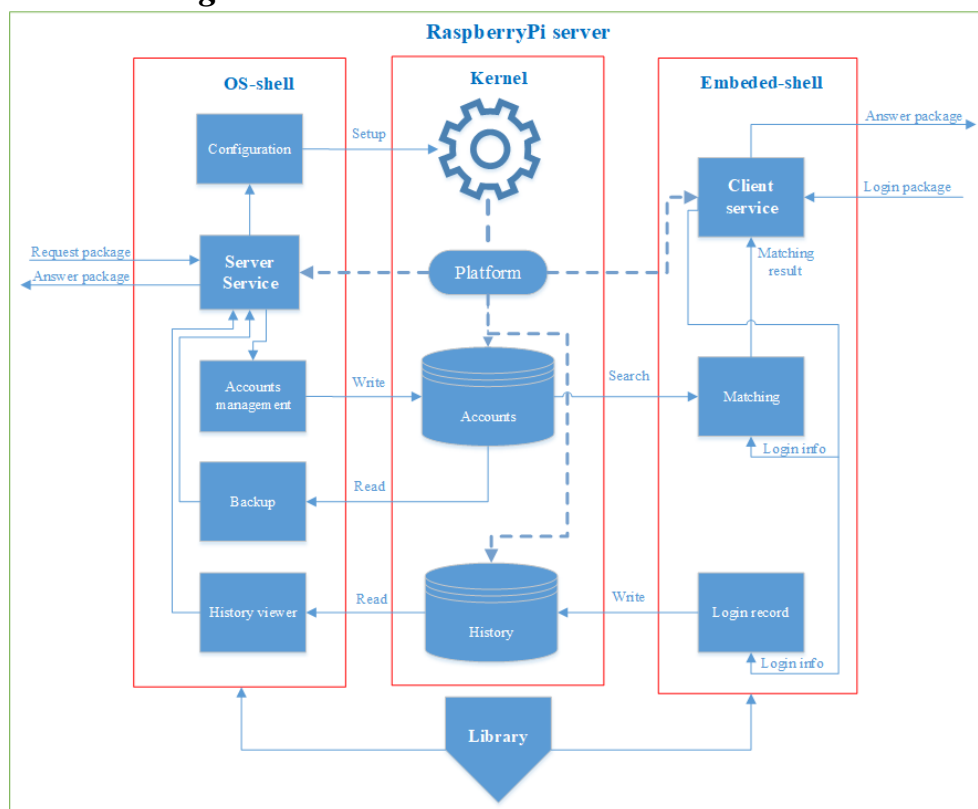 RaspberryPi server
OS-shell
Kernel
Embeded-shell
Answer package
Setup
Configuration
Login package
Client
service
Request package
Server
Service
Platform
Matching
result
Answer package
Accounts
management
Write
Accounts
Search
Matching
Login info
Backup
Read
History viewer
Read
History
Write
Login record
Login info
Library